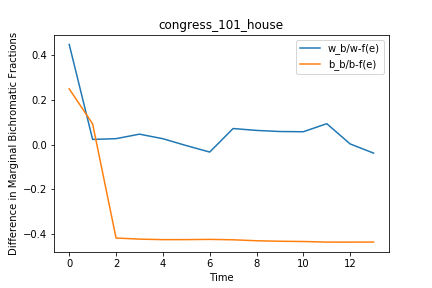 congress_101_house
Difference in Marginal Bichromatic Fractions
0.4
0.2
0.0
−0.2
−0.4
w_b/w-f(e)
b_b/b-f(e)
0 2 4 6 8 10 12
Time